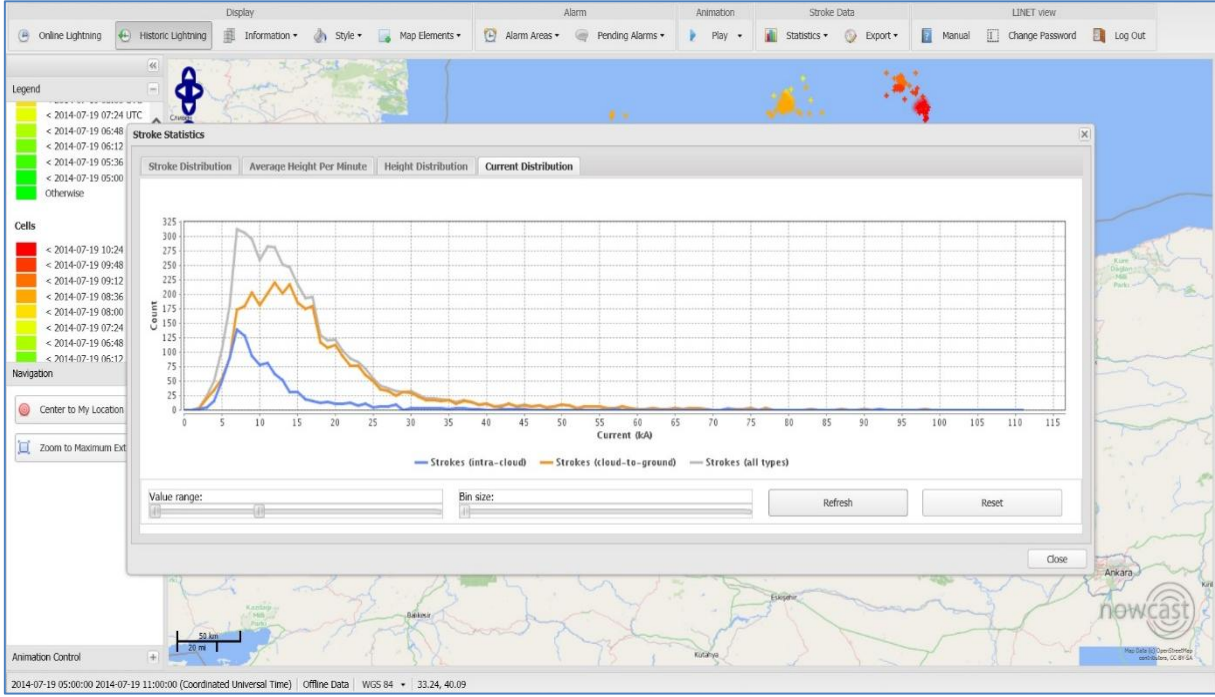 Display Alarm Animation Stroke Data LINET view
Online Lightning Historic Lightning Information Style Map Elements Alarm Areas Pending Alarms Play Statistics Export Manual Change Password Log Out
Legend
< 2014-07-19 07:24 UTC
< 2014-07-19 06:48
< 2014-07-19 06:12
< 2014-07-19 05:36
< 2014-07-19 05:00
Otherwise
Cells
< 2014-07-19 10:24
< 2014-07-19 09:48
< 2014-07-19 09:12
< 2014-07-19 08:36
< 2014-07-19 08:00
< 2014-07-19 07:24
< 2014-07-19 06:48
< 2014-07-19 06:12
Navigation
Center to My Location
Zoom to Maximum Ext
Animation Control
Stroke Statistics
Stroke Distribution Average Height Per Minute Height Distribution Current Distribution
325
300
275
250
225
200
175
150
125
100
75
50
25
0
Count
0 5 10 15 20 25 30 35 40 45 50 55 60 65 70 75 80 85 90 95 100 105 110 115
Current (kA)
Strokes (intra-cloud) Strokes (cloud-to-ground) Strokes (all types)
Value range: Bin size: Refresh Reset
Close
Ankara
Eskişehir
Balıkesir
Kütahya
nowcast
50 km
20 mi
Map Data (c) OpenStreetMap
contributors, CC-BY-SA
2014-07-19 05:00:00 2014-07-19 11:00:00 (Coordinated Universal Time) Offline Data WGS 84 33.24, 40.09